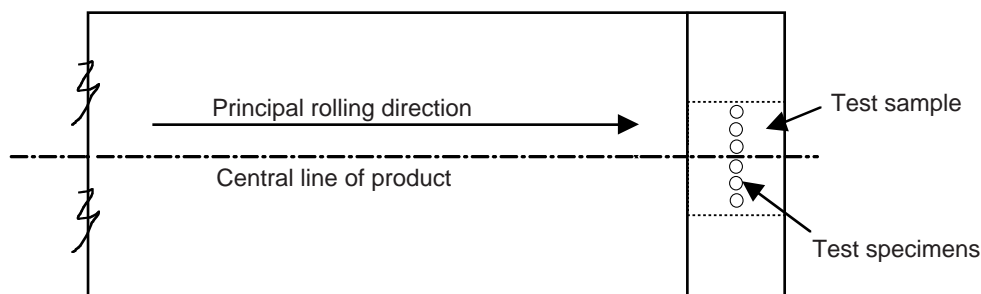 Principal rolling direction
Test sample
Central line of product
Test specimens